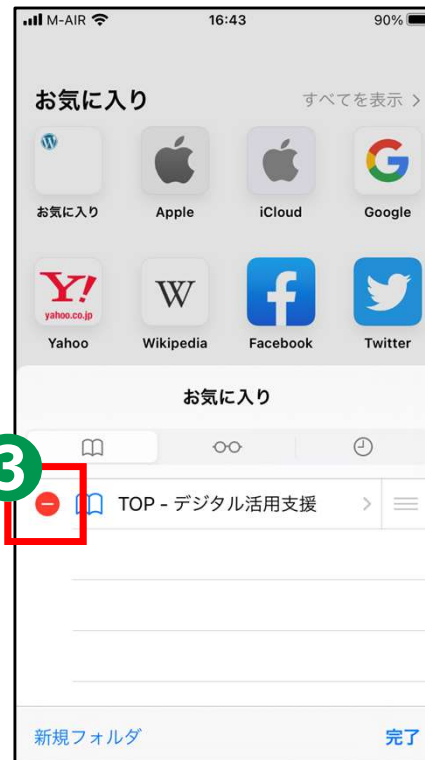 M-AIR 16:43 90%
お気に入り すべてを表示 >
お気に入り Apple iCloud Google
Y!
yahoo.co.jp
W
Yahoo Wikipedia Facebook Twitter
お気に入り
3
TOP - デジタル活用支援 >
新規フォルダ 完了